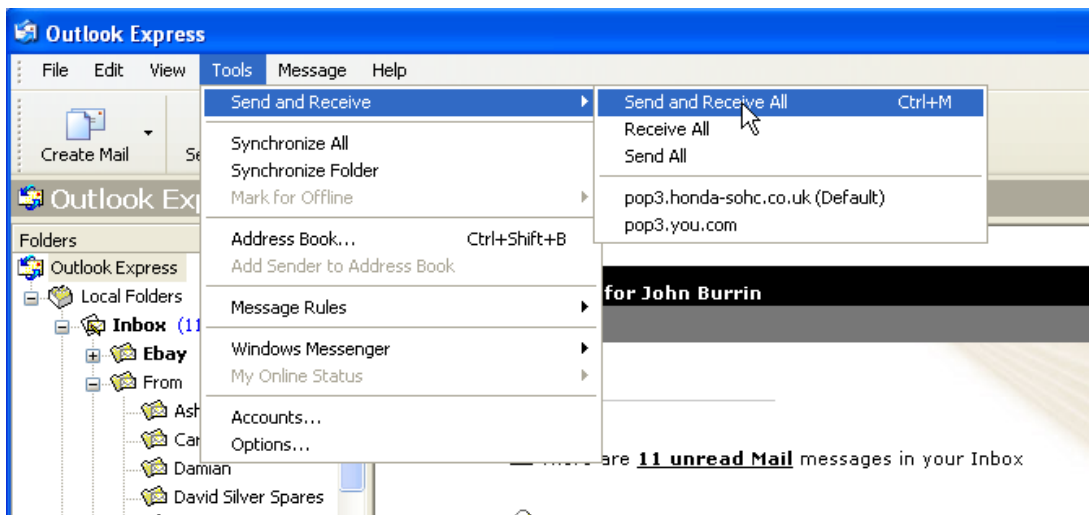 Outlook Express
File Edit View Tools Message Help
Create Mail
Outlook
Send and Receive
Synchronize All
Synchronize Folder
Mark for Offline
Address Book... Ctrl+Shift+B
Add Sender to Address Book
Message Rules
Windows Messenger
My Online Status
Accounts...
Options...
Send and Receive All Ctrl+M
Receive All
Send All
pop3.honda-sohc.co.uk (Default)
pop3.you.com
Folders
Outlook Express
Local Folders
Inbox (11
Ebay
From
Damian
David Silver Spares
for John Burrin
are 11 unread Mail messages in your Inbox